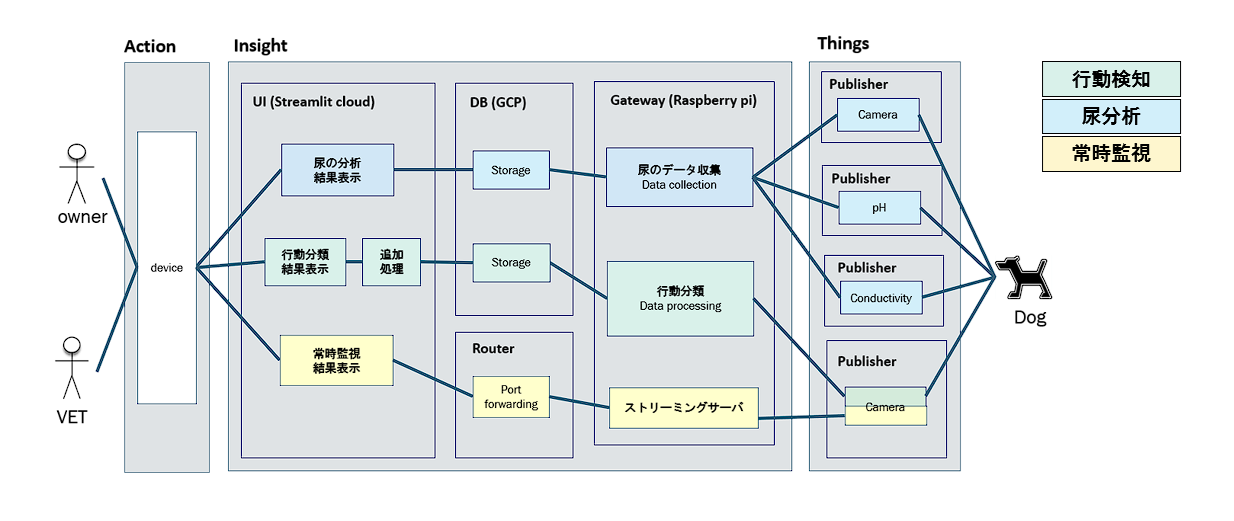 Action
Insight
Things
行動検知
尿分析
常時監視
owner
VET
device
UI (Streamlit cloud)
尿の分析
結果表示
行動分類
結果表示
追加
処理
常時監視
結果表示
DB (GCP)
Storage
Storage
Router
Port
forwarding
Gateway (Raspberry pi)
尿のデータ収集
Data collection
行動分類
Data processing
ストリーミングサーバ
Publisher
Camera
Publisher
pH
Publisher
Conductivity
Publisher
Camera
Dog